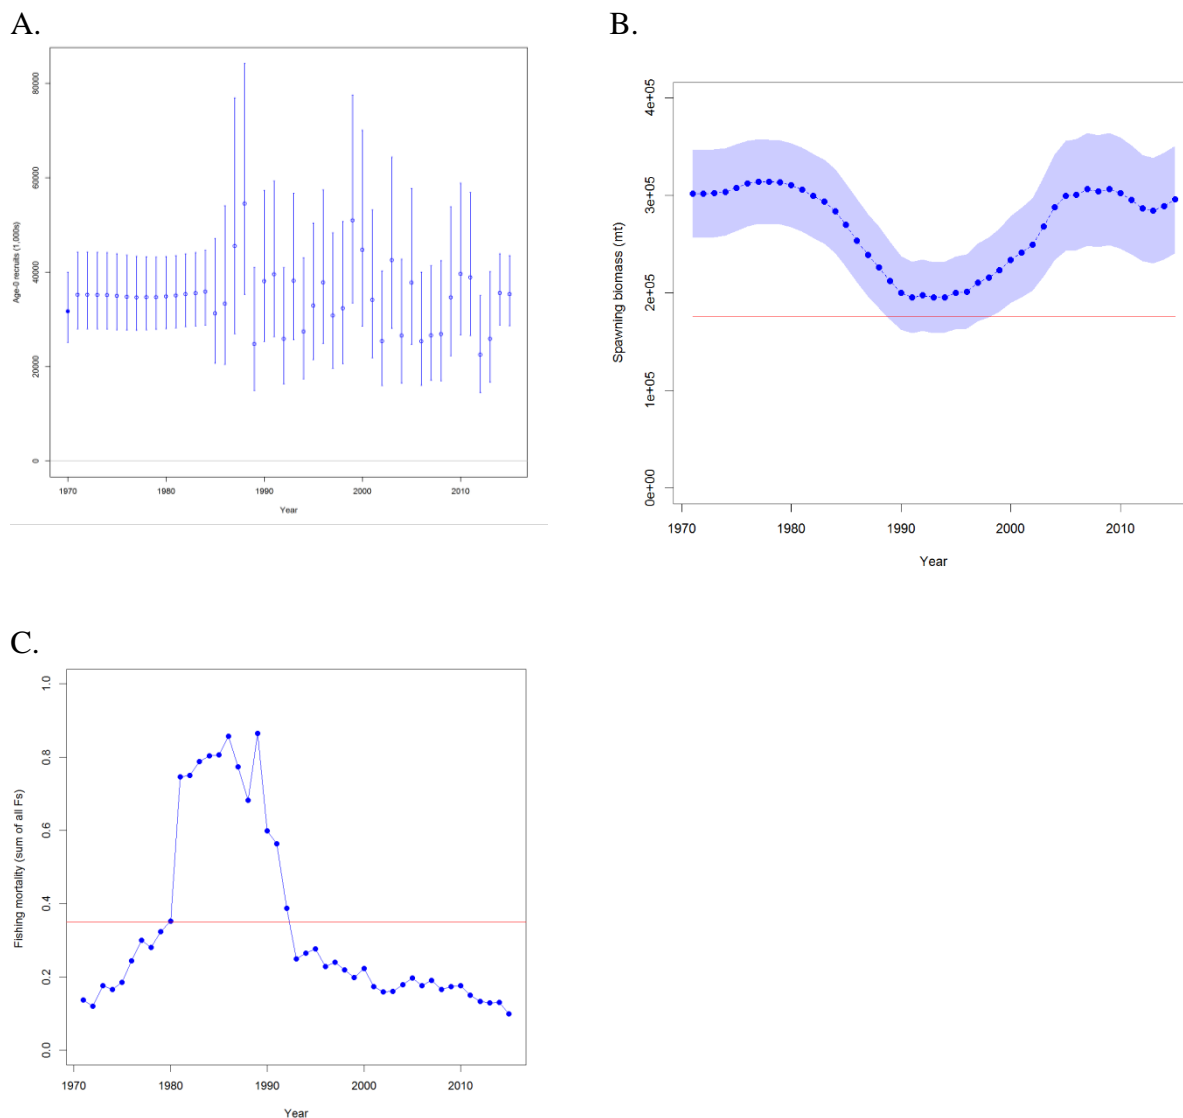 A.
Age-0 recruits (1,000s)
80000
60000
40000
20000
0
1970 1980 1990 2000 2010
Year
B.
Spawning biomass (mt)
4e+05
3e+05
2e+05
1e+05
0e+00
1970 1980 1990 2000 2010
Year
C.
Fishing mortality (sum of all Fs)
1.0
0.8
0.6
0.4
0.2
0.0
1970 1980 1990 2000 2010
Year